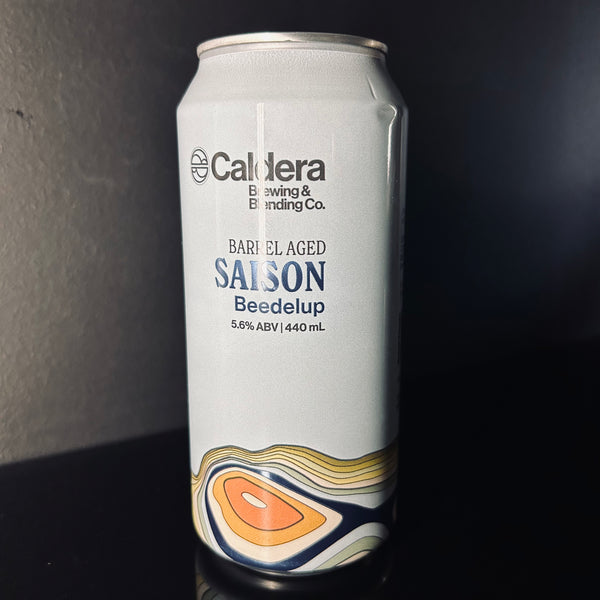 Caldera
Brewing &
Blending Co.
BARREL AGED
SAISON
Beedelup
5.6% ABV | 440 mL